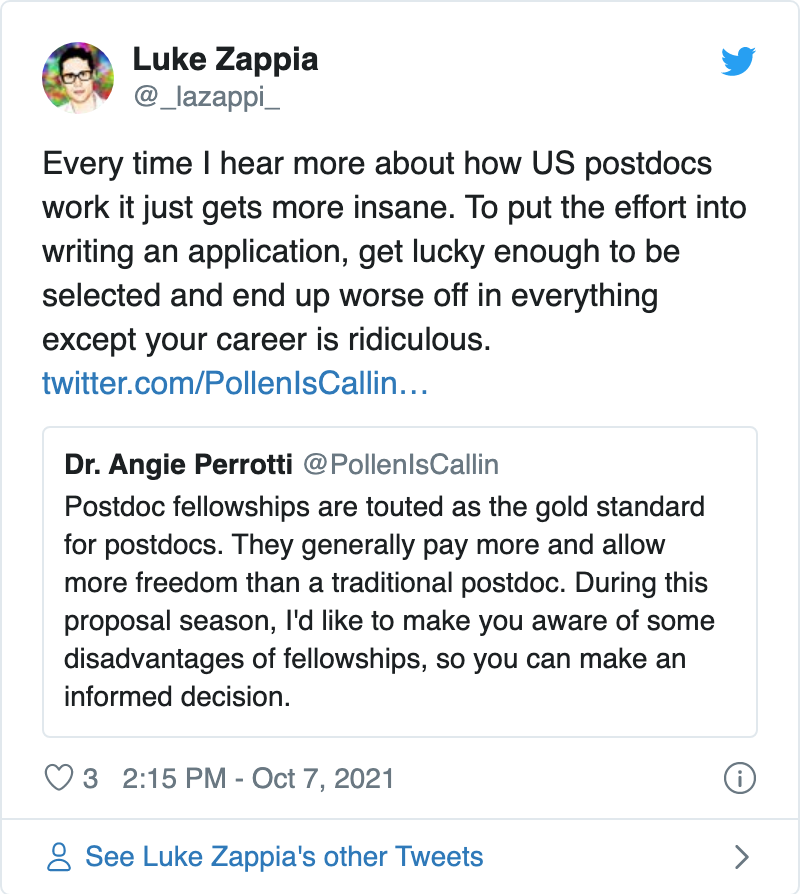 Luke Zappia
@_lazappi_
Every time I hear more about how US postdocs
work it just gets more insane. To put the effort into
writing an application, get lucky enough to be
selected and end up worse off in everything
except your career is ridiculous.
twitter.com/PollenIsCallin…
Dr. Angie Perrotti @PollenIsCallin
Postdoc fellowships are touted as the gold standard
for postdocs. They generally pay more and allow
more freedom than a traditional postdoc. During this
proposal season, I'd like to make you aware of some
disadvantages of fellowships, so you can make an
informed decision.
3 2:15 PM - Oct 7, 2021
See Luke Zappia's other Tweets